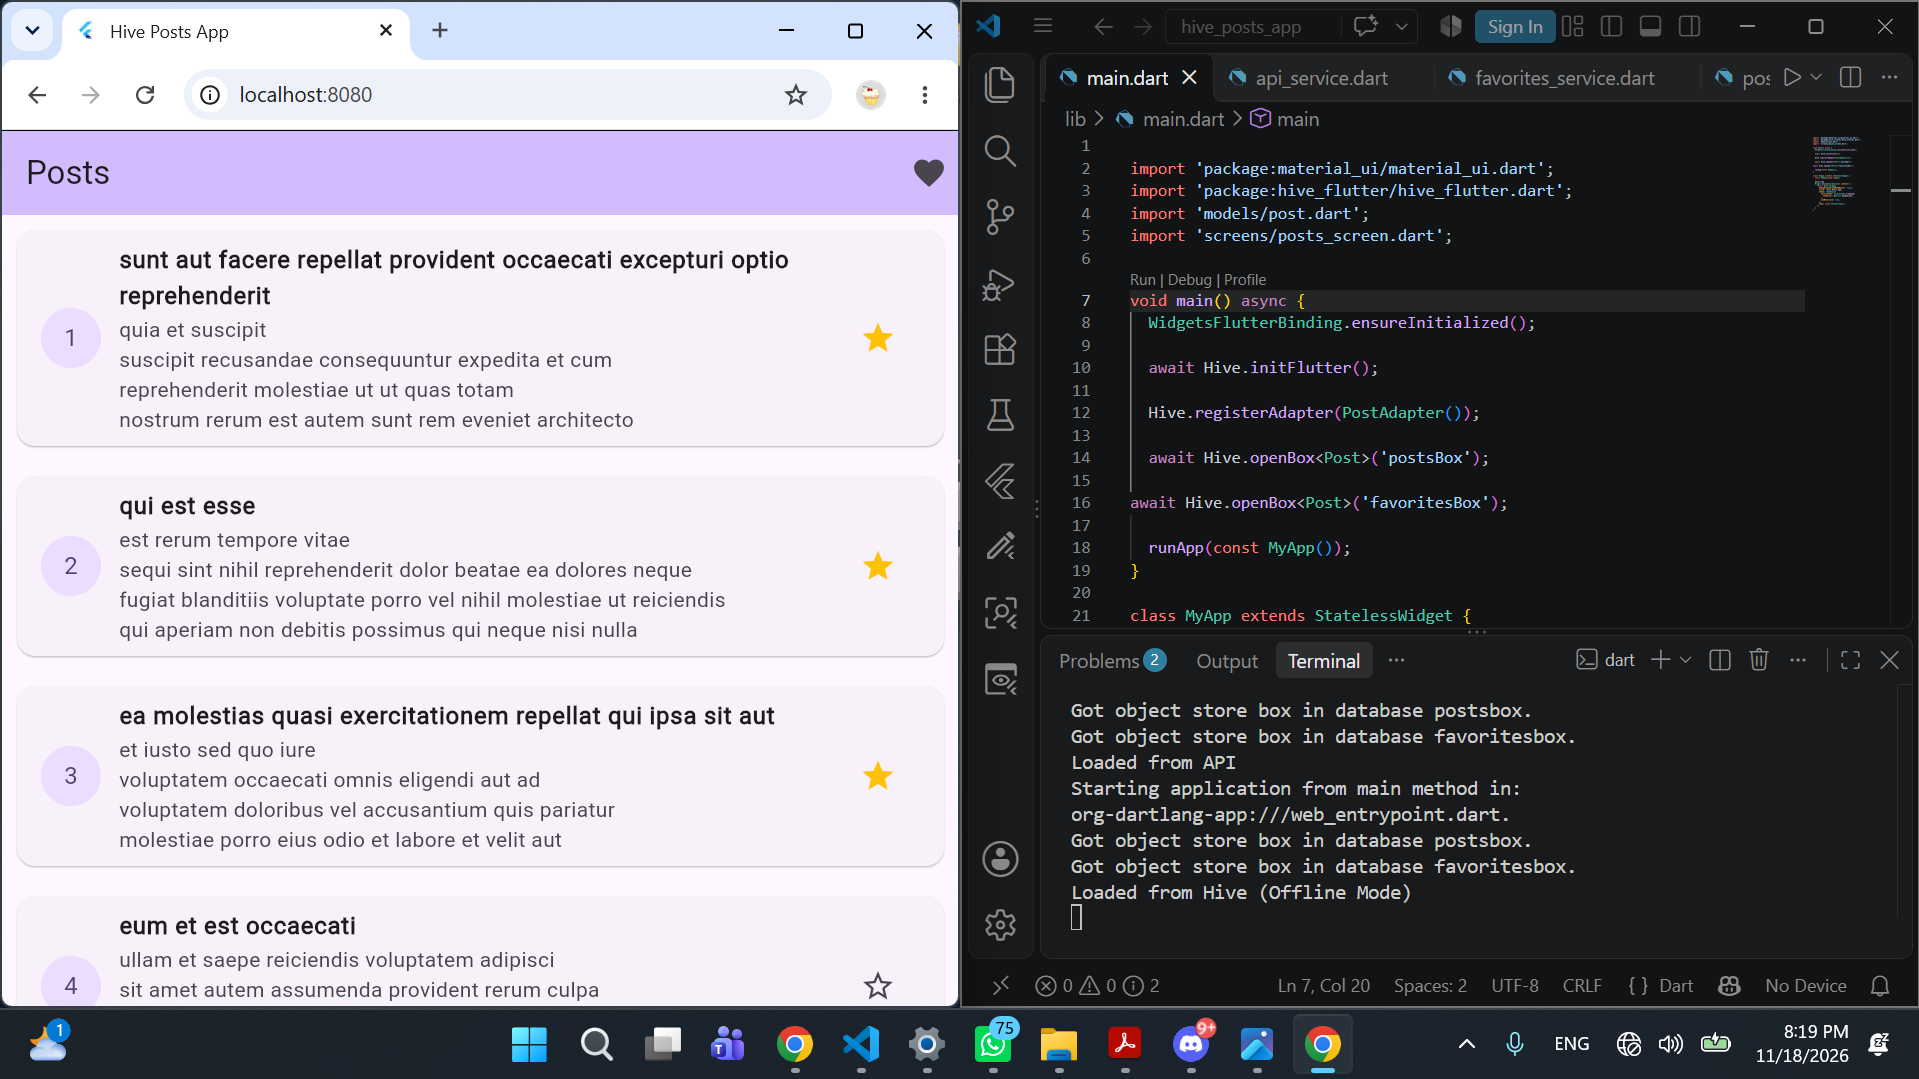 Hive Posts App
localhost:8080
Posts
1
sunt aut facere repellat provident occaecati excepturi optio
reprehenderit
quia et suscipit
suscipit recusandae consequuntur expedita et cum
reprehenderit molestiae ut ut quas totam
nostrum rerum est autem sunt rem eveniet architecto
2
qui est esse
est rerum tempore vitae
sequi sint nihil reprehenderit dolor beatae ea dolores neque
fugiat blanditiis voluptate porro vel nihil molestiae ut reiciendis
qui aperiam non debitis possimus qui neque nisi nulla
3
ea molestias quasi exercitationem repellat qui ipsa sit aut
et iusto sed quo iure
voluptatem occaecati omnis eligendi aut ad
voluptatem doloribus vel accusantium quis pariatur
molestiae porro eius odio et labore et velit aut
4
eum et est occaecati
ullam et saepe reiciendis voluptatem adipisci
sit amet autem assumenda provident rerum culpa
hive_posts_app
Sign In
main.dart
api_service.dart
favorites_service.dart
pos
lib > main.dart > main
1
2 import 'package:material_ui/material_ui.dart';
3 import 'package:hive_flutter/hive_flutter.dart';
4 import 'models/post.dart';
5 import 'screens/posts_screen.dart';
6
Run | Debug | Profile
7 void main() async {
8 WidgetsFlutterBinding.ensureInitialized();
9
10 await Hive.initFlutter();
11
12 Hive.registerAdapter(PostAdapter());
13
14 await Hive.openBox<Post>('postsBox');
15
16 await Hive.openBox<Post>('favoritesBox');
17
18 runApp(const MyApp());
19 }
20
21 class MyApp extends StatelessWidget {
Problems 2 Output Terminal
dart
Got object store box in database postsbox.
Got object store box in database favoritesbox.
Loaded from API
Starting application from main method in:
org-dartlang-app:///web_entrypoint.dart.
Got object store box in database postsbox.
Got object store box in database favoritesbox.
Loaded from Hive (Offline Mode)
0 0 2 Ln 7, Col 20 Spaces: 2 UTF-8 CRLF { } Dart No Device
1
75
9+
ENG
8:19 PM
11/18/2026